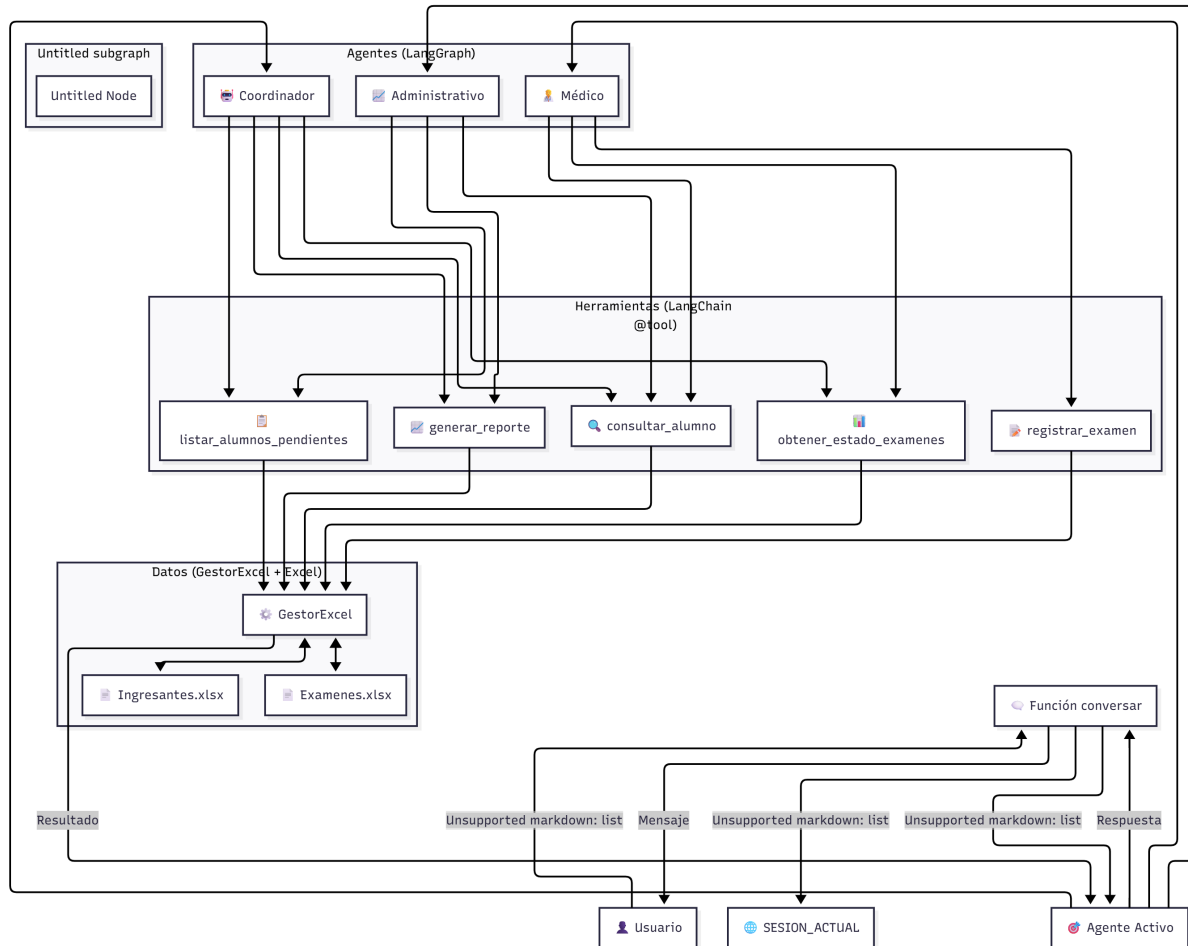 Untitled subgraph
Untitled Node
Agentes (LangGraph)
Coordinador
Administrativo
Médico
Herramientas (LangChain
@tool)
listar_alumnos_pendientes
generar_reporte
consultar_alumno
obtener_estado_examenes
registrar_examen
Datos (GestorExcel + Excel)
GestorExcel
Ingresantes.xlsx
Examenes.xlsx
Función conversar
Resultado
Unsupported markdown: list
Mensaje
Unsupported markdown: list
Unsupported markdown: list
Respuesta
Usuario
SESION_ACTUAL
Agente Activo